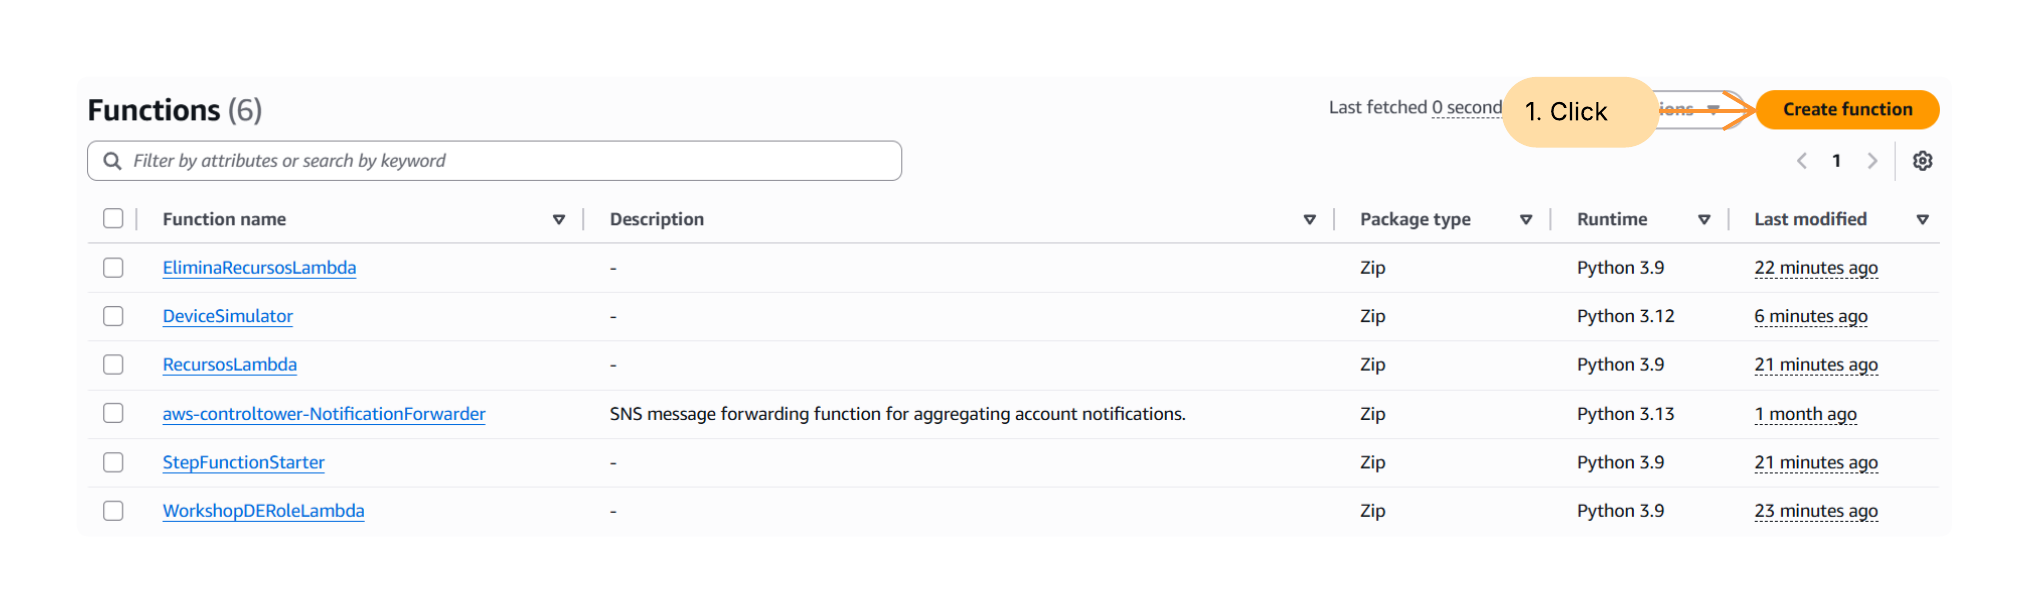 Functions (6)
Last fetched 0 second
1. Click
Create function
Filter by attributes or search by keyword
1
Function name Description Package type Runtime Last modified
EliminaRecursosLambda - Zip Python 3.9 22 minutes ago
DeviceSimulator - Zip Python 3.12 6 minutes ago
RecursosLambda - Zip Python 3.9 21 minutes ago
aws-controltower-NotificationForwarder SNS message forwarding function for aggregating account notifications. Zip Python 3.13 1 month ago
StepFunctionStarter - Zip Python 3.9 21 minutes ago
WorkshopDERoleLambda - Zip Python 3.9 23 minutes ago